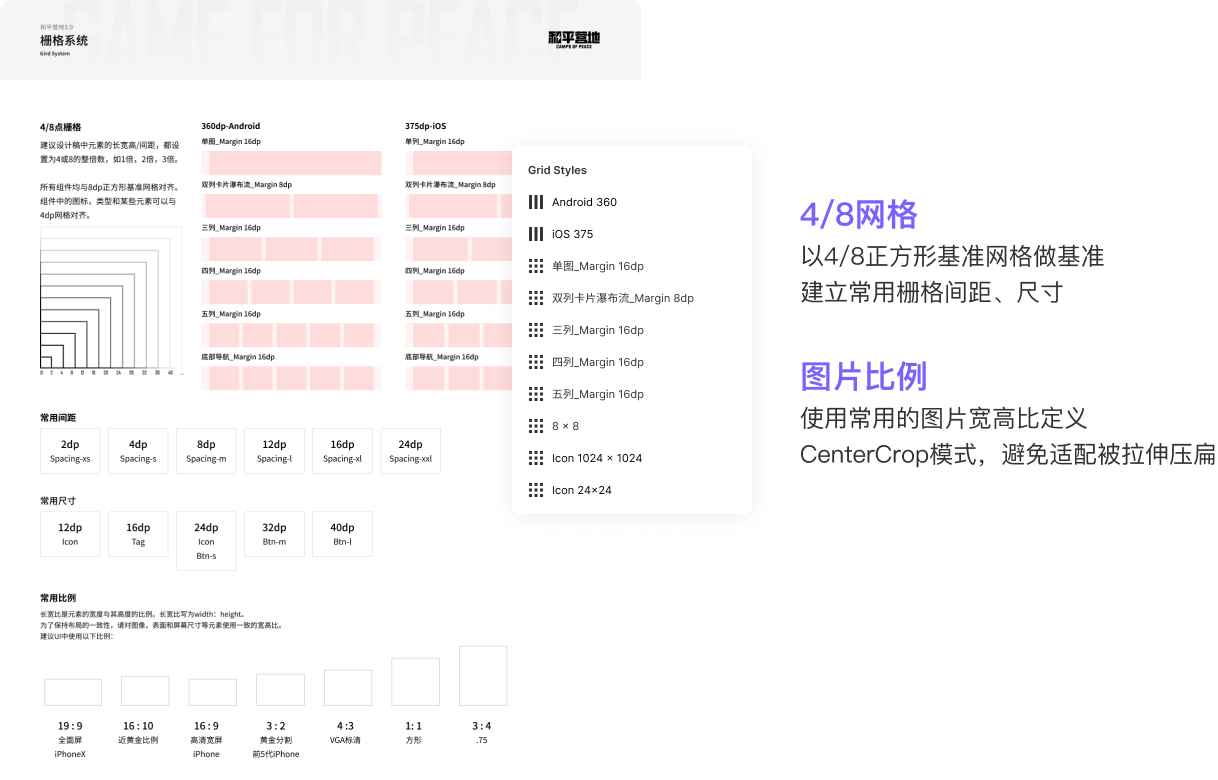 GAME FOR PEACE
和平营地3.0
栅格系统
Gird System
和平营地
CAMPS OF PEACE
4/8点栅格
建议设计稿中元素的长宽高/间距，都设
置为4或8的整倍数，如1倍，2倍，3倍。
所有组件均与8dp正方形基准网格对齐。
组件中的图标，类型和某些元素可以与
4dp网格对齐。
0 2 4 8 12 16 20 24 28 32 36 40 ...
360dp-Android
单图_Margin 16dp
双列卡片瀑布流_Margin 8dp
三列_Margin 16dp
四列_Margin 16dp
五列_Margin 16dp
底部导航_Margin 16dp
375dp-iOS
单列_Margin 16dp
双列卡片瀑布流_Margin 8dp
三列_Margin 16dp
四列_Margin 16dp
五列_Margin 16dp
底部导航_Margin 16dp
Grid Styles
Android 360
iOS 375
单图_Margin 16dp
双列卡片瀑布流_Margin 8dp
三列_Margin 16dp
四列_Margin 16dp
五列_Margin 16dp
8 × 8
Icon 1024 × 1024
Icon 24×24
4/8网格
以4/8正方形基准网格做基准
建立常用栅格间距、尺寸
图片比例
使用常用的图片宽高比定义
CenterCrop模式，避免适配被拉伸压扁
常用间距
2dp
Spacing-xs
4dp
Spacing-s
8dp
Spacing-m
12dp
Spacing-l
16dp
Spacing-xl
24dp
Spacing-xxl
常用尺寸
12dp
Icon
16dp
Tag
24dp
Icon
Btn-s
32dp
Btn-m
40dp
Btn-l
常用比例
长宽比是元素的宽度与其高度的比例。长宽比写为width：height。
为了保持布局的一致性，请对图像，表面和屏幕尺寸等元素使用一致的宽高比。
建议UI中使用以下比例：
19 : 9
全面屏
iPhoneX
16 : 10
近黄金比例
16 : 9
高清宽屏
iPhone
3 : 2
黄金分割
前5代iPhone
4 :3
VGA标清
1: 1
方形
3 : 4
.75